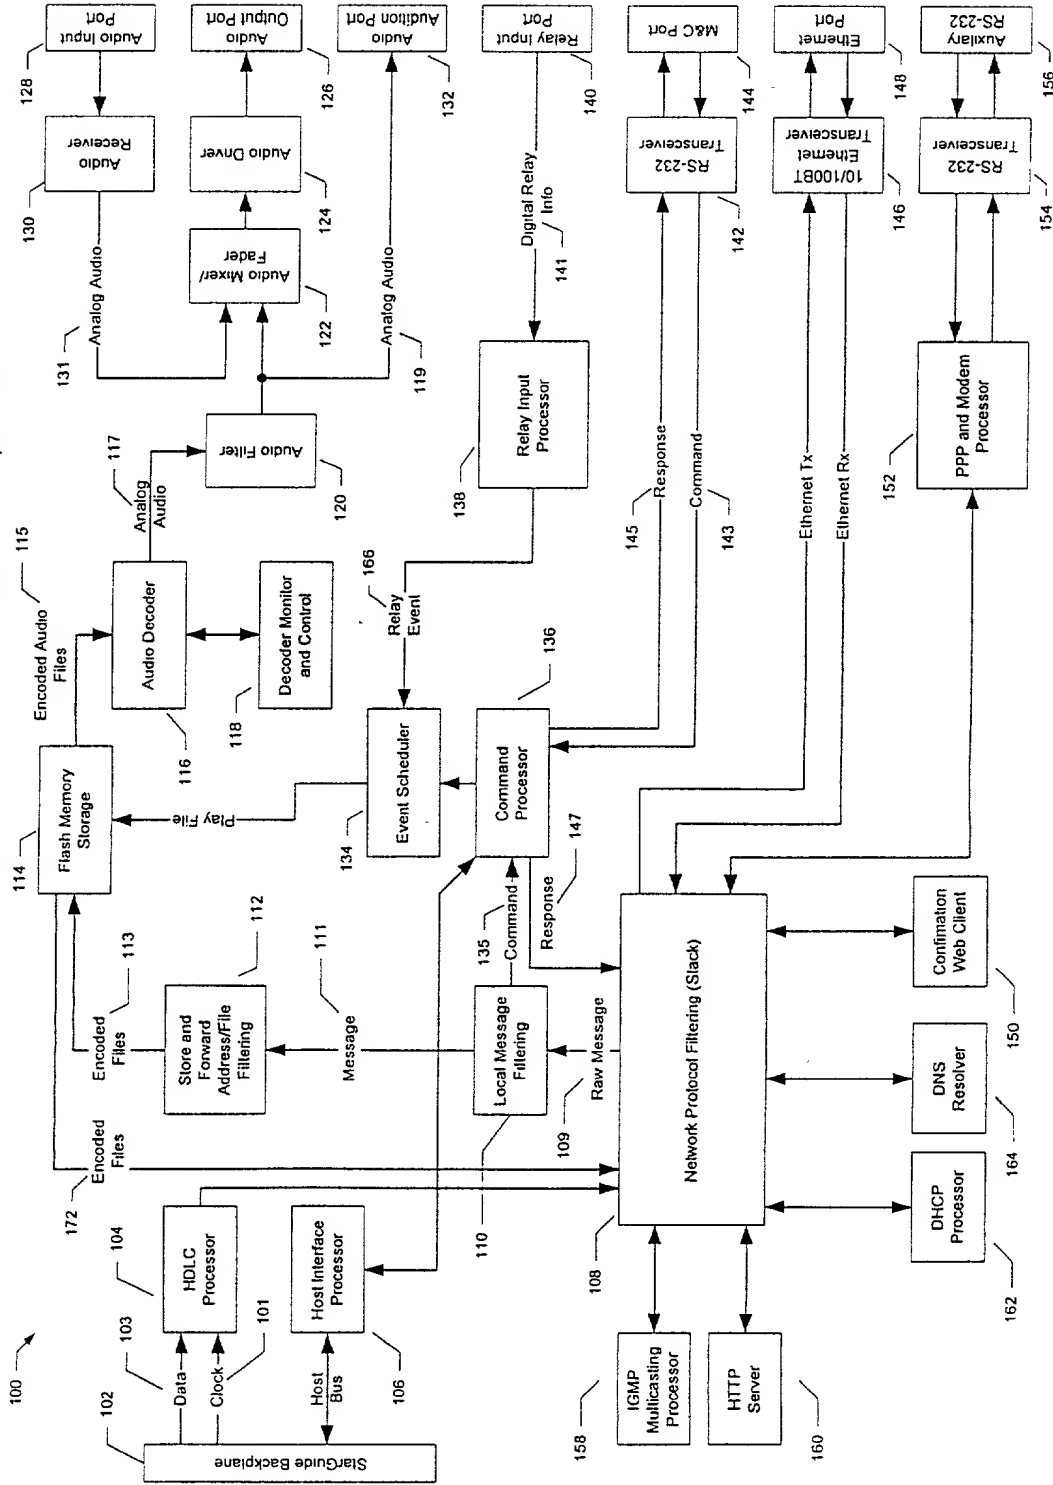 100
102
StarGuide Backplane
103
Data
Clock
101
Host
Bus
104
HDLC
Processor
Host Interface
Processor
106
172
Encoded
Files
Encoded
Files
113
Store and
Forward
Address/File
Filtering
112
Message
111
Local Message
Filtering
110
109
Raw Message
135
Command
Response
147
114
Flash Memory
Storage
Play File
Event Scheduler
134
Command
Processor
136
Relay
Event
166
Encoded Audio
Files
115
Audio Decoder
116
Decoder Monitor
and Control
118
Analog
Audio
117
Audio Filter
120
131
Analog Audio
Analog Audio
119
Audio Mixer/
Fader
122
Audio Driver
124
Audio
Receiver
130
Audio Input
Port
128
Audio
Output Port
126
Audio
Audition Port
132
Relay Input
Processor
138
Digital Relay
Info
141
Relay Input
Port
140
145
Response
Command
143
RS-232
Transceiver
142
M&C Port
144
Ethernet Tx
Ethernet Rx
10/100BT
Ethernet
Transceiver
146
Ethernet
Port
148
PPP and Modem
Processor
152
RS-232
Transceiver
154
Auxilary
RS-232
156
Network Protocol Filtering (Stack)
108
IGMP
Multicasting
Processor
158
HTTP
Server
160
DHCP
Processor
162
DNS
Resolver
164
Confimation
Web Client
150